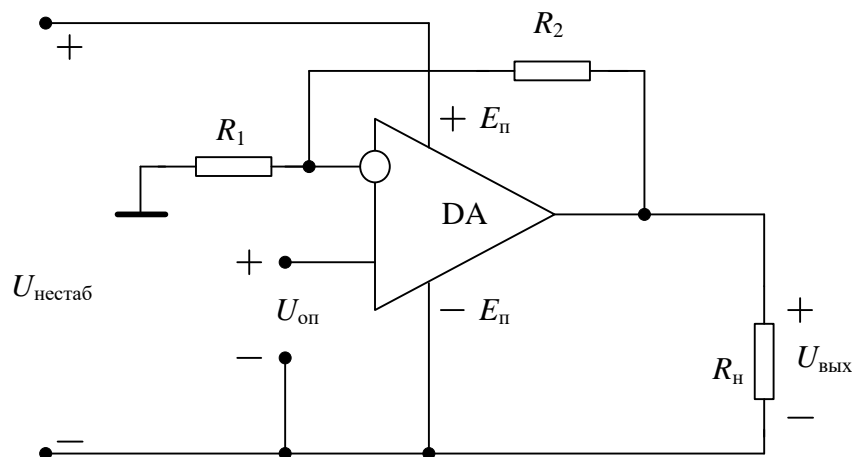 R₂
+
R₁
+ Eп
DA
+
Uнестаб
Uоп
− Eп
+
−
Rн
Uвых
−
−